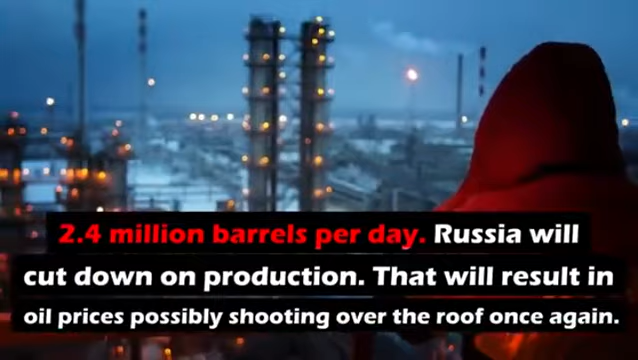 2.4 million barrels per day. Russia will
cut down on production. That will result in
oil prices possibly shooting over the roof once again.